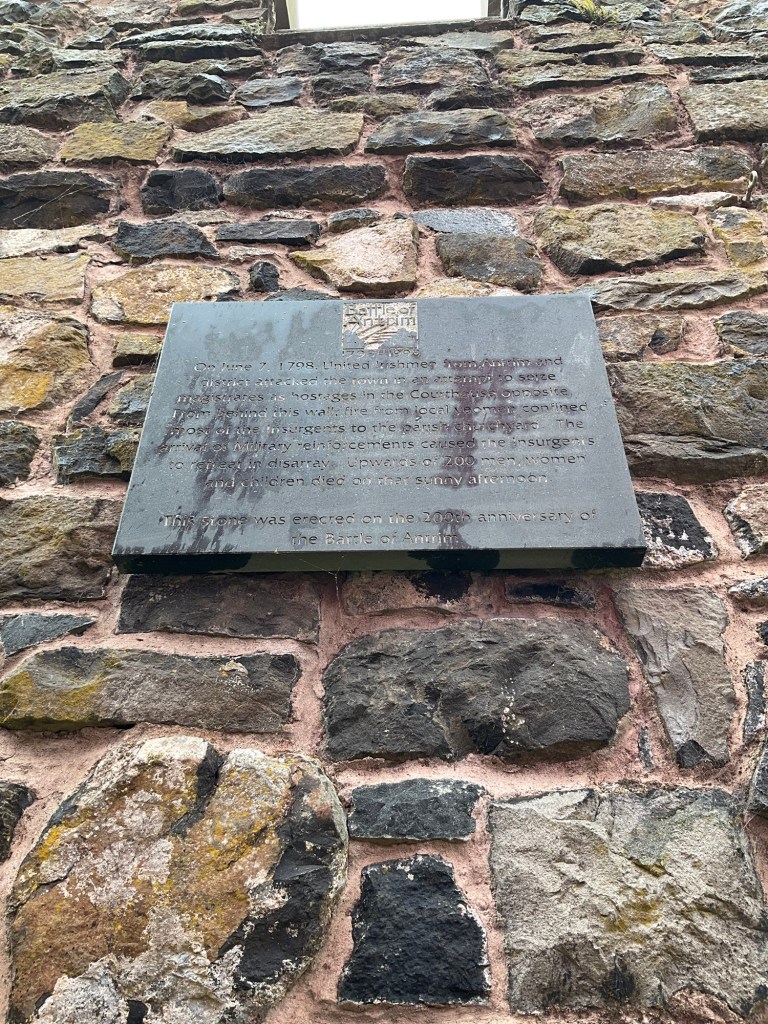 Battle of
Antrim
On June 7, 1798, United Irishmen from Antrim and
district attacked the town in an attempt to seize
magistrates as hostages in the Courthouse opposite.
From behind this wall, fire from local yeomen confined
most of the insurgents to the parish churchyard. The
arrival of Military reinforcements caused the insurgents
to retreat in disarray. Upwards of 200 men, women
and children died on that sunny afternoon.
This stone was erected on the 200th anniversary of
the Battle of Antrim